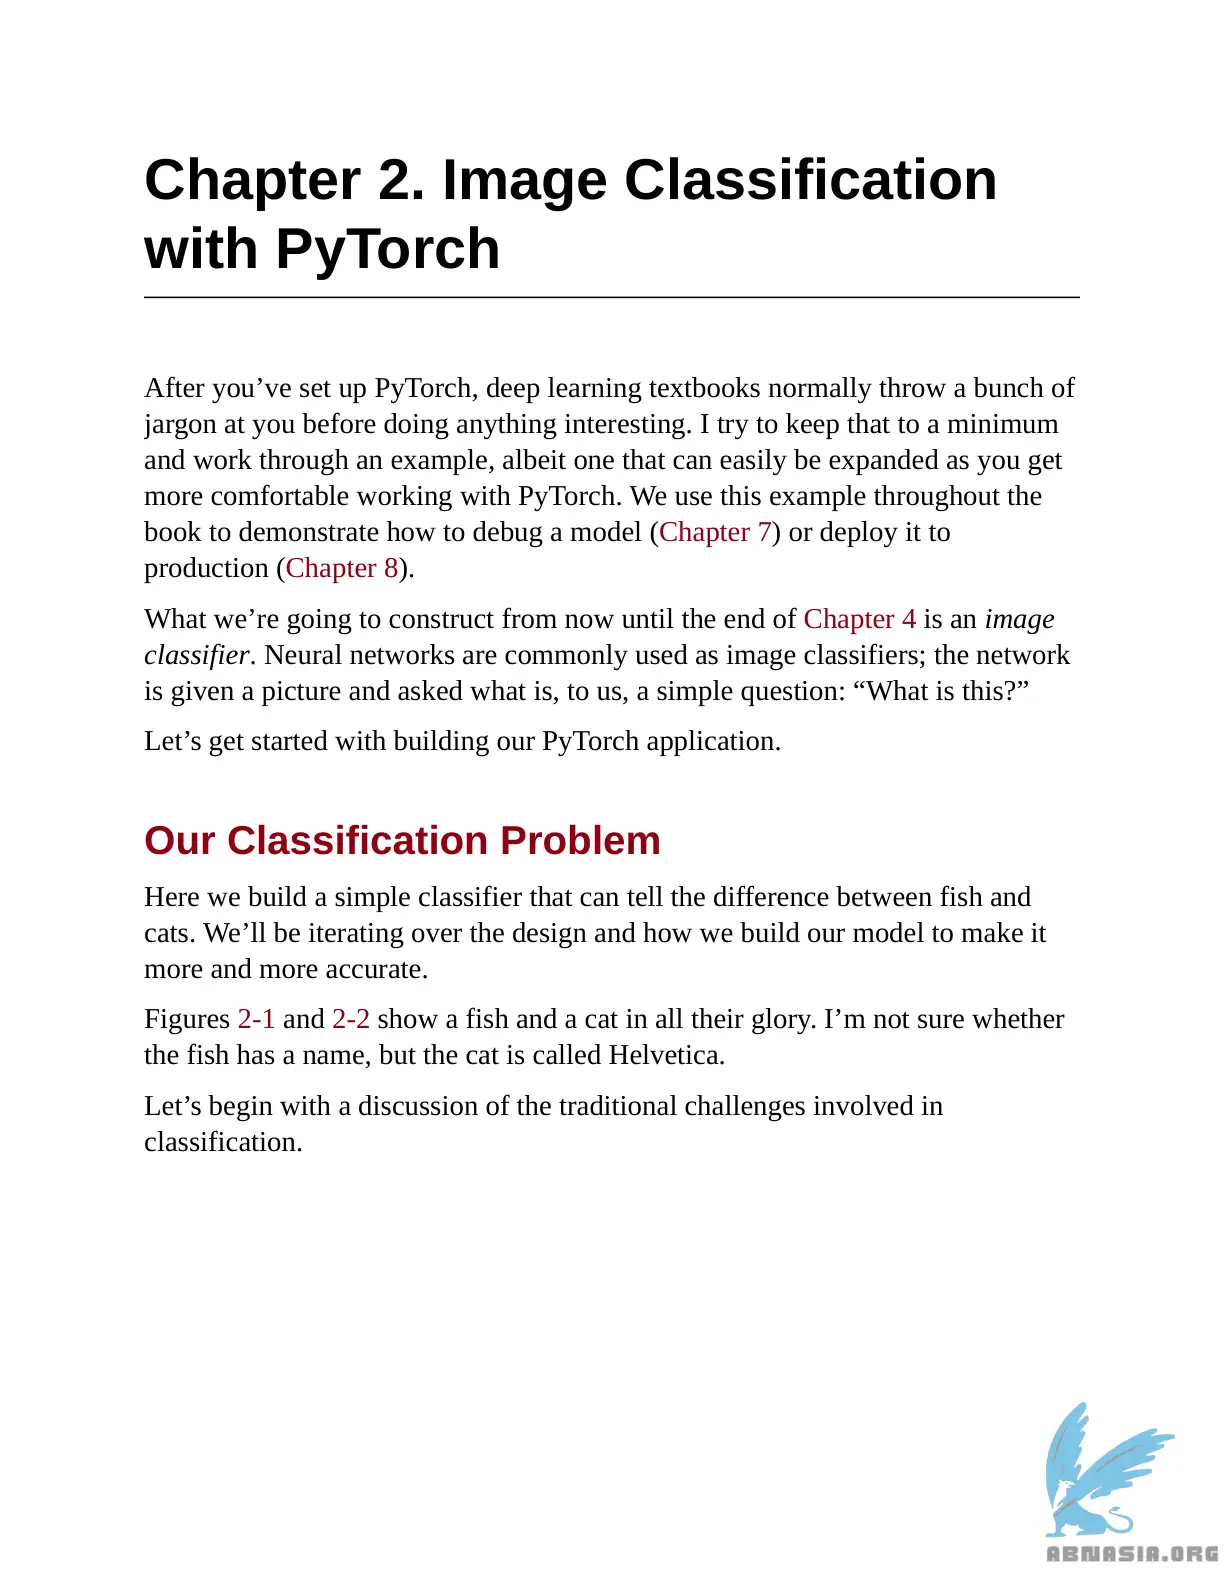 Chapter 2. Image Classification
with PyTorch
After you’ve set up PyTorch, deep learning textbooks normally throw a bunch of
jargon at you before doing anything interesting. I try to keep that to a minimum
and work through an example, albeit one that can easily be expanded as you get
more comfortable working with PyTorch. We use this example throughout the
book to demonstrate how to debug a model (Chapter 7) or deploy it to
production (Chapter 8).
What we’re going to construct from now until the end of Chapter 4 is an image
classifier. Neural networks are commonly used as image classifiers; the network
is given a picture and asked what is, to us, a simple question: “What is this?”
Let’s get started with building our PyTorch application.
Our Classification Problem
Here we build a simple classifier that can tell the difference between fish and
cats. We’ll be iterating over the design and how we build our model to make it
more and more accurate.
Figures 2-1 and 2-2 show a fish and a cat in all their glory. I’m not sure whether
the fish has a name, but the cat is called Helvetica.
Let’s begin with a discussion of the traditional challenges involved in
classification.
ABNASIA.ORG